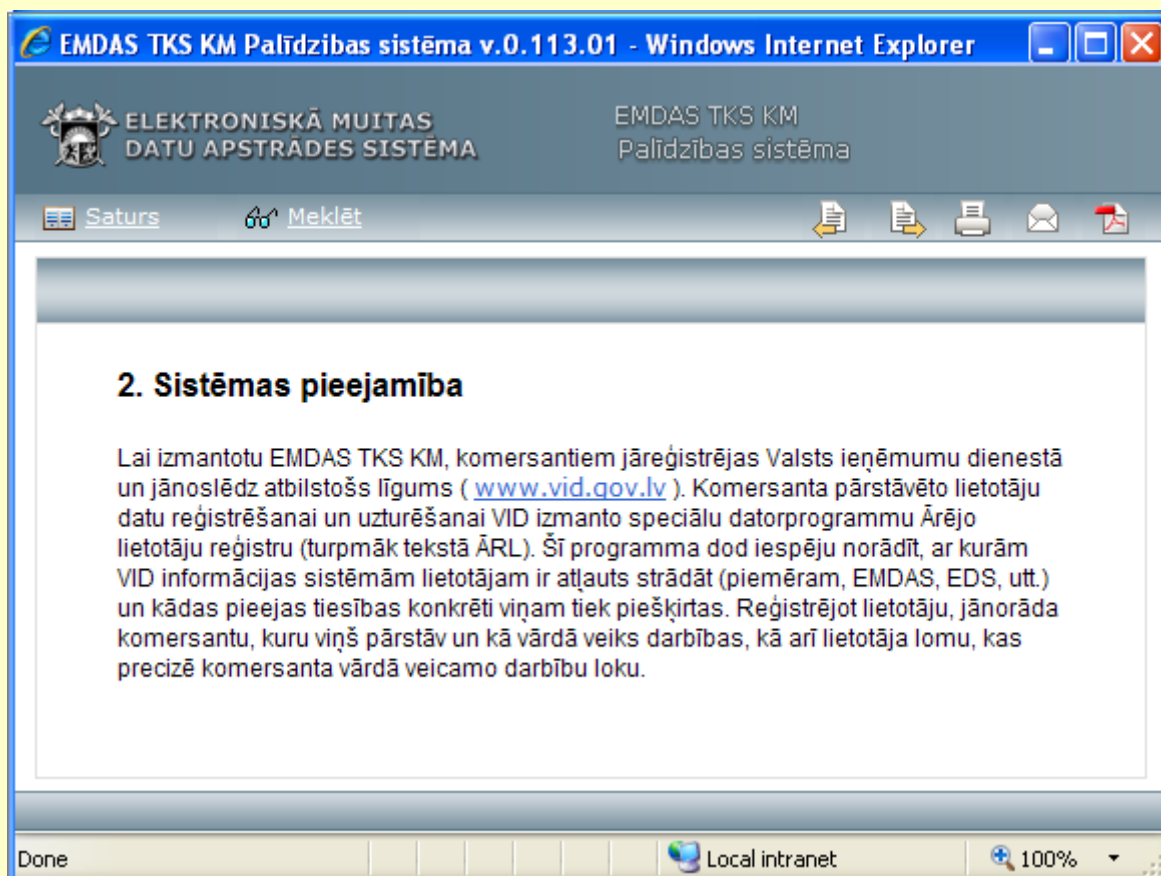 EMDAS TKS KM Palīdzibas sistēma v.0.113.01 - Windows Internet Explorer
ELEKTRONISKĀ MUITAS
DATU APSTRĀDES SISTĒMA
EMDAS TKS KM
Palīdzības sistēma
Saturs
Meklēt
2. Sistēmas pieejamība
Lai izmantotu EMDAS TKS KM, komersantiem jāreģistrējas Valsts ieņēmumu dienestā
un jānoslēdz atbilstošs līgums ( www.vid.gov.lv ). Komersanta pārstāvēto lietotāju
datu reģistrēšanai un uzturēšanai VID izmanto speciālu datorprogrammu Ārējo
lietotāju reģistru (turpmāk tekstā ĀRL). Šī programma dod iespēju norādīt, ar kurām
VID informācijas sistēmām lietotājam ir atļauts strādāt (piemēram, EMDAS, EDS, utt.)
un kādas pieejas tiesības konkrēti viņam tiek piešķirtas. Reģistrējot lietotāju, jānorāda
komersantu, kuru viņš pārstāv un kā vārdā veiks darbības, kā arī lietotāja lomu, kas
precizē komersanta vārdā veicamo darbību loku.
Done
Local intranet
100%